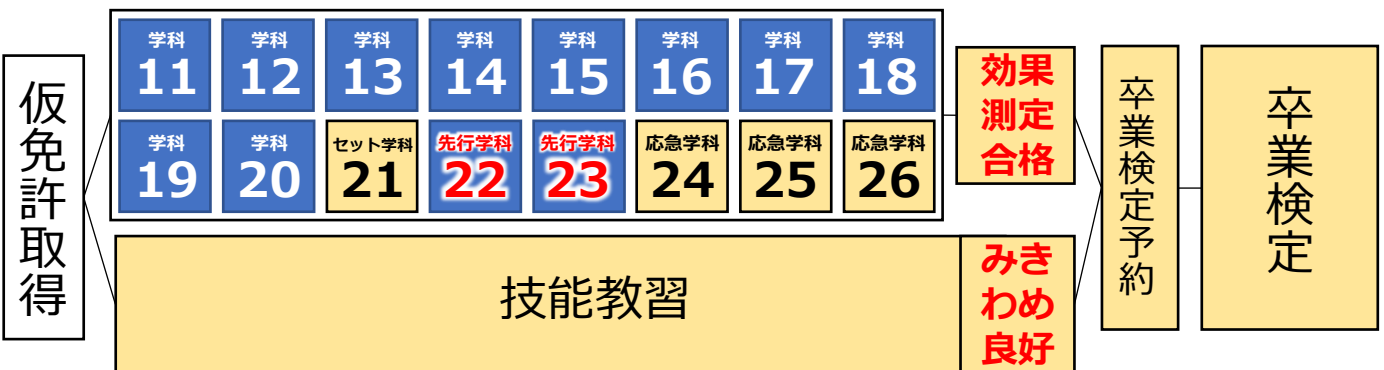 仮免許取得
学科
11
学科
12
学科
13
学科
14
学科
15
学科
16
学科
17
学科
18
学科
19
学科
20
セット学科
21
先行学科
22
先行学科
23
応急学科
24
応急学科
25
応急学科
26
効果
測定
合格
技能教習
みき
わめ
良好
卒業検定予約
卒業検定